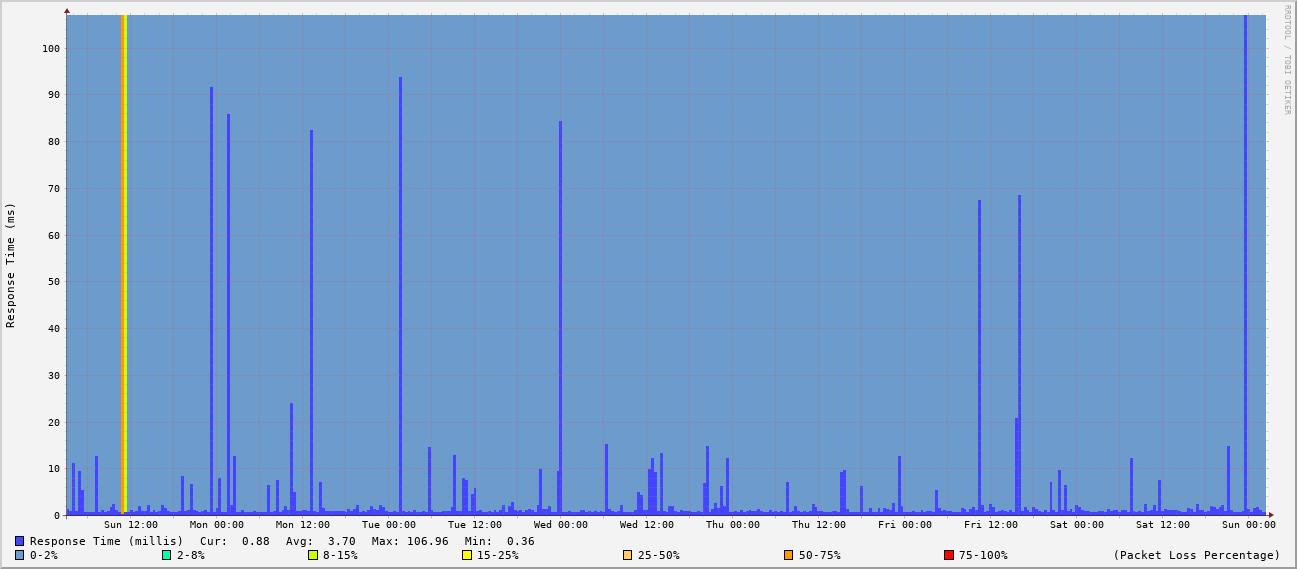 RRDTOOL / TOBI OETIKER
Response Time (ms)
100
90
80
70
60
50
40
30
20
10
0
Sun 12:00 Mon 00:00 Mon 12:00 Tue 00:00 Tue 12:00 Wed 00:00 Wed 12:00 Thu 00:00 Thu 12:00 Fri 00:00 Fri 12:00 Sat 00:00 Sat 12:00 Sun 00:00
Response Time (millis) Cur: 0.88 Avg: 3.70 Max: 106.96 Min: 0.36
0-2% 2-8% 8-15% 15-25% 25-50% 50-75% 75-100% (Packet Loss Percentage)